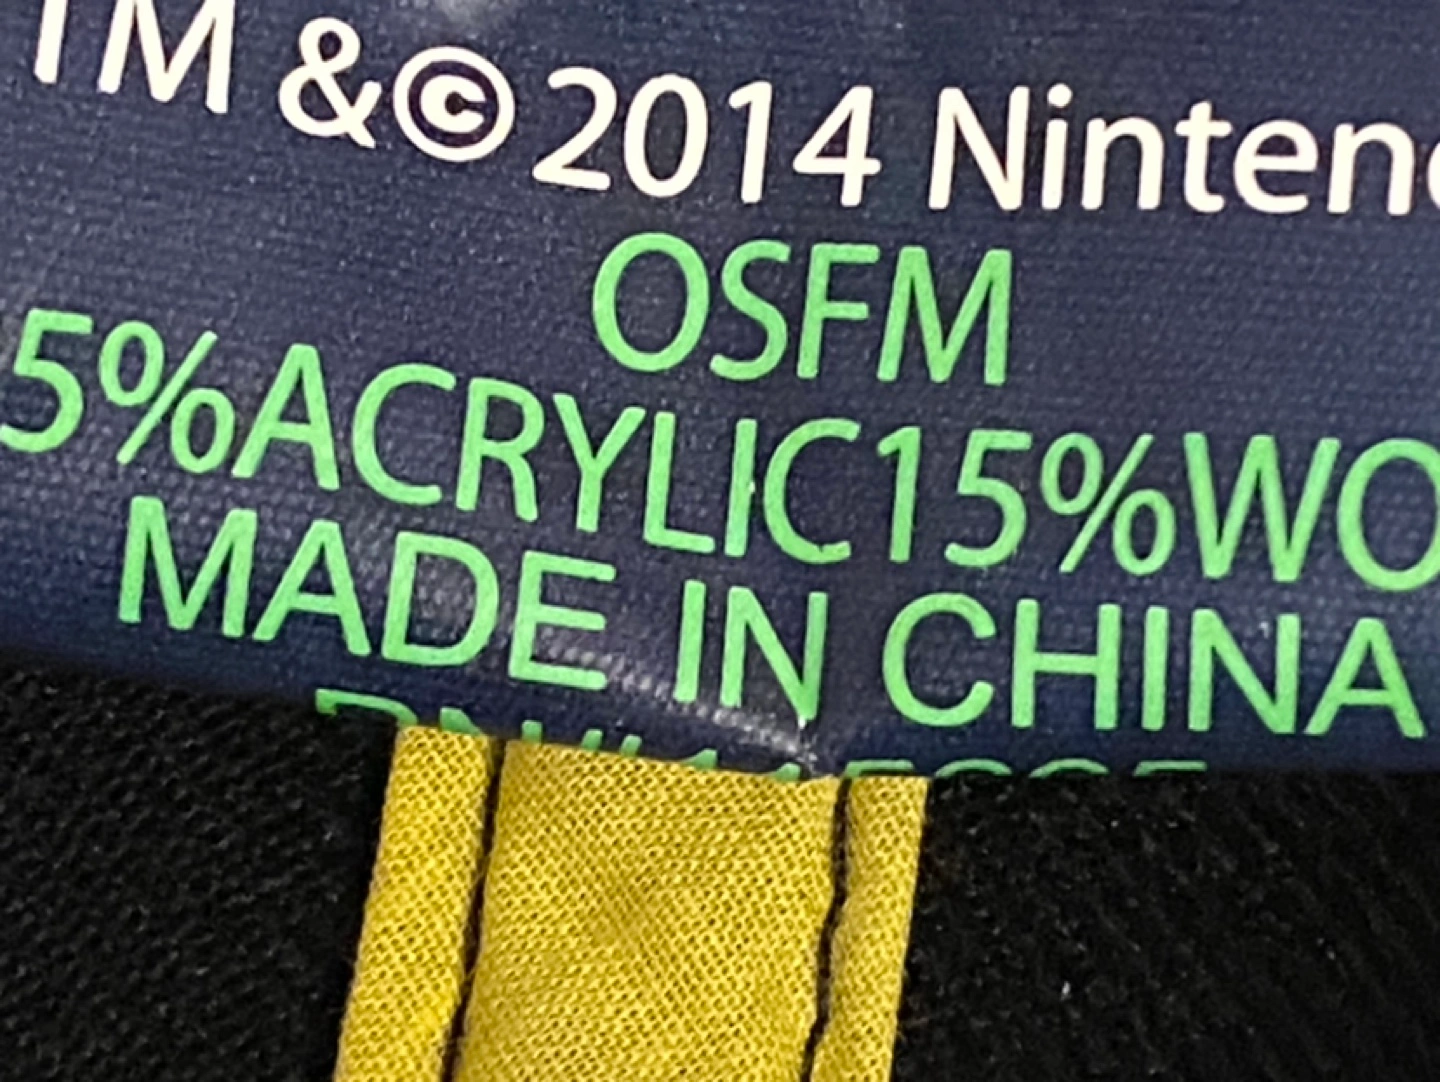 TM &©2014 Ninten
OSFM
5%ACRYLIC15%WO
MADE IN CHINA